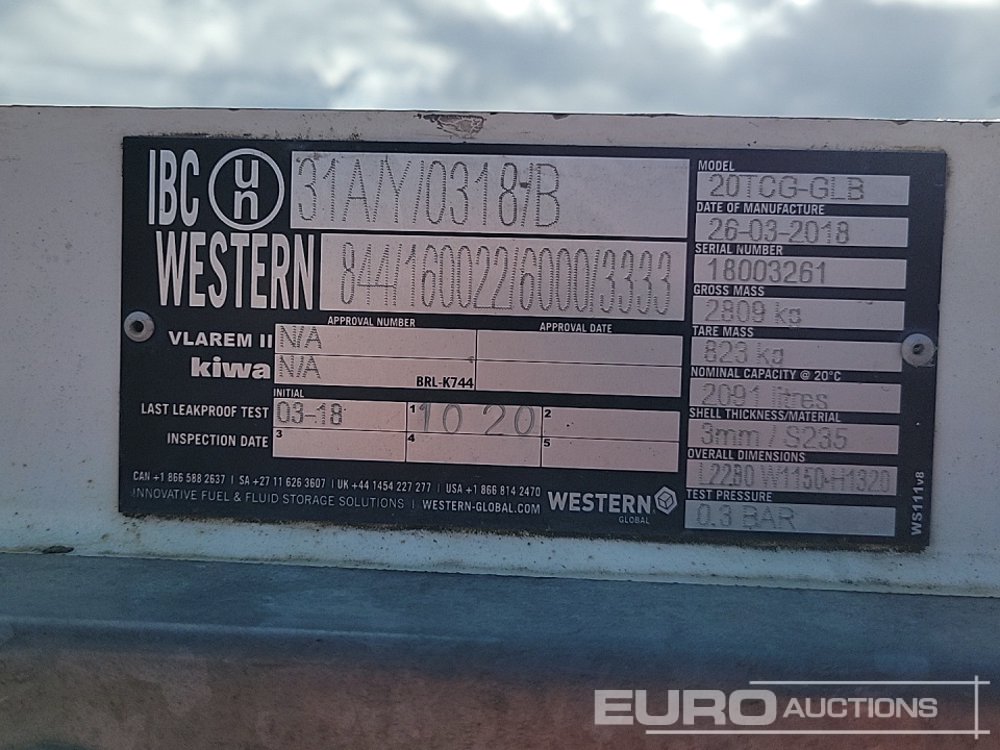 IBC un 31A/Y/0318/B
WESTERN 844/160022/6000/3333
APPROVAL NUMBER APPROVAL DATE
VLAREM II N/A
kiwa N/A BRL-K744
INITIAL
LAST LEAKPROOF TEST 03-18 1 10 20 2
INSPECTION DATE 3 4 5
CAN +1 866 588 2637 | SA +27 11 626 3607 | UK +44 1454 227 277 | USA +1 866 814 2470
INNOVATIVE FUEL & FLUID STORAGE SOLUTIONS | WESTERN-GLOBAL.COM
WESTERN
GLOBAL
MODEL
20TCG-GLB
DATE OF MANUFACTURE
26-03-2018
SERIAL NUMBER
18003261
GROSS MASS
2809 kg
TARE MASS
823 kg
NOMINAL CAPACITY @ 20°C
2091 litres
SHELL THICKNESS/MATERIAL
3mm / S235
OVERALL DIMENSIONS
L2280 W1150 H1320
TEST PRESSURE
0.3 BAR
WS111v8
EURO AUCTIONS